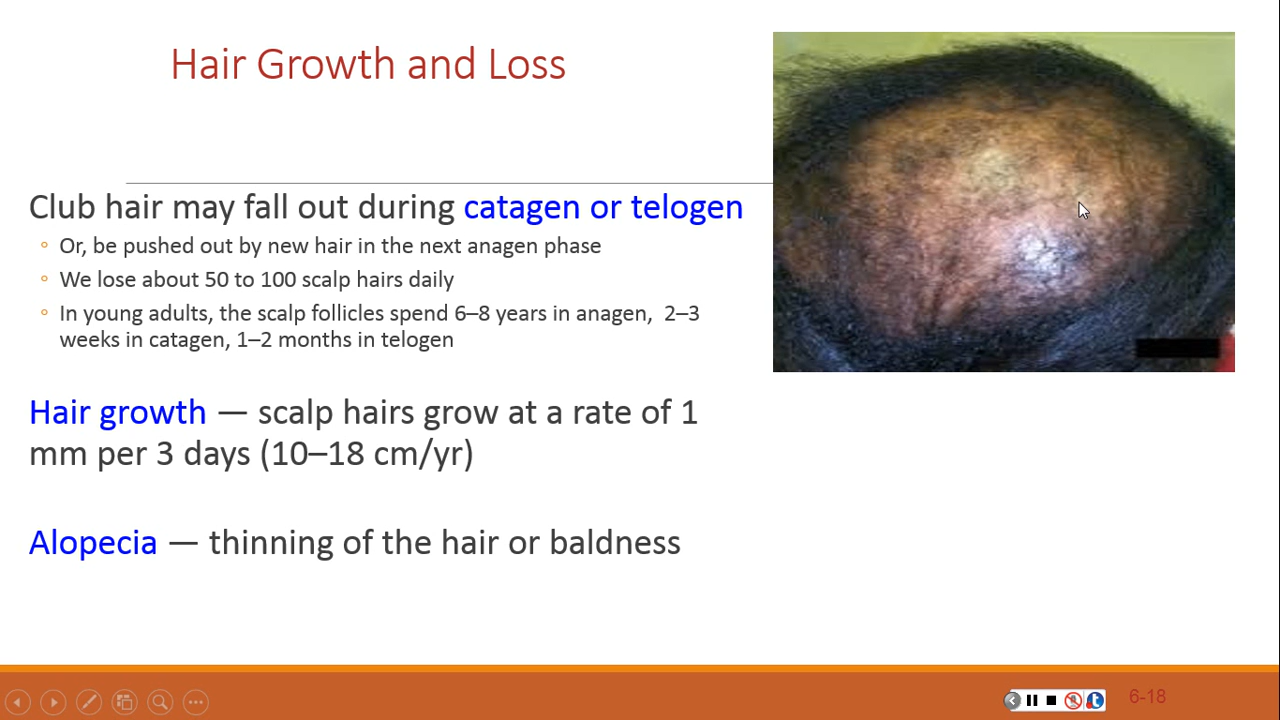 Hair Growth and Loss
Club hair may fall out during catagen or telogen
◦ Or, be pushed out by new hair in the next anagen phase
◦ We lose about 50 to 100 scalp hairs daily
◦ In young adults, the scalp follicles spend 6–8 years in anagen, 2–3
weeks in catagen, 1–2 months in telogen
Hair growth — scalp hairs grow at a rate of 1
mm per 3 days (10–18 cm/yr)
Alopecia — thinning of the hair or baldness
6-18